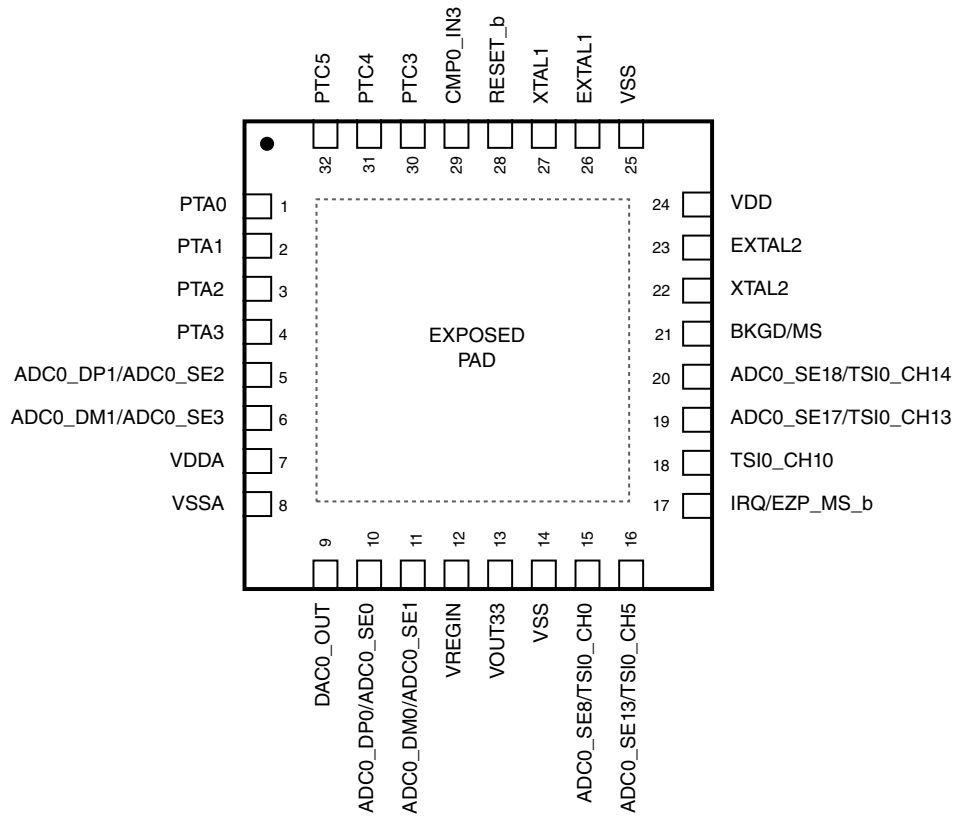 PTC5
PTC4
PTC3
CMP0_IN3
RESET_b
XTAL1
EXTAL1
VSS
32
31
30
29
28
27
26
25
PTA0 1
PTA1 2
PTA2 3
PTA3 4
ADC0_DP1/ADC0_SE2 5
ADC0_DM1/ADC0_SE3 6
VDDA 7
VSSA 8
EXPOSED
PAD
24 VDD
23 EXTAL2
22 XTAL2
21 BKGD/MS
20 ADC0_SE18/TSI0_CH14
19 ADC0_SE17/TSI0_CH13
18 TSI0_CH10
17 IRQ/EZP_MS_b
9
10
11
12
13
14
15
16
DAC0_OUT
ADC0_DP0/ADC0_SE0
ADC0_DM0/ADC0_SE1
VREGIN
VOUT33
VSS
ADC0_SE8/TSI0_CH0
ADC0_SE13/TSI0_CH5